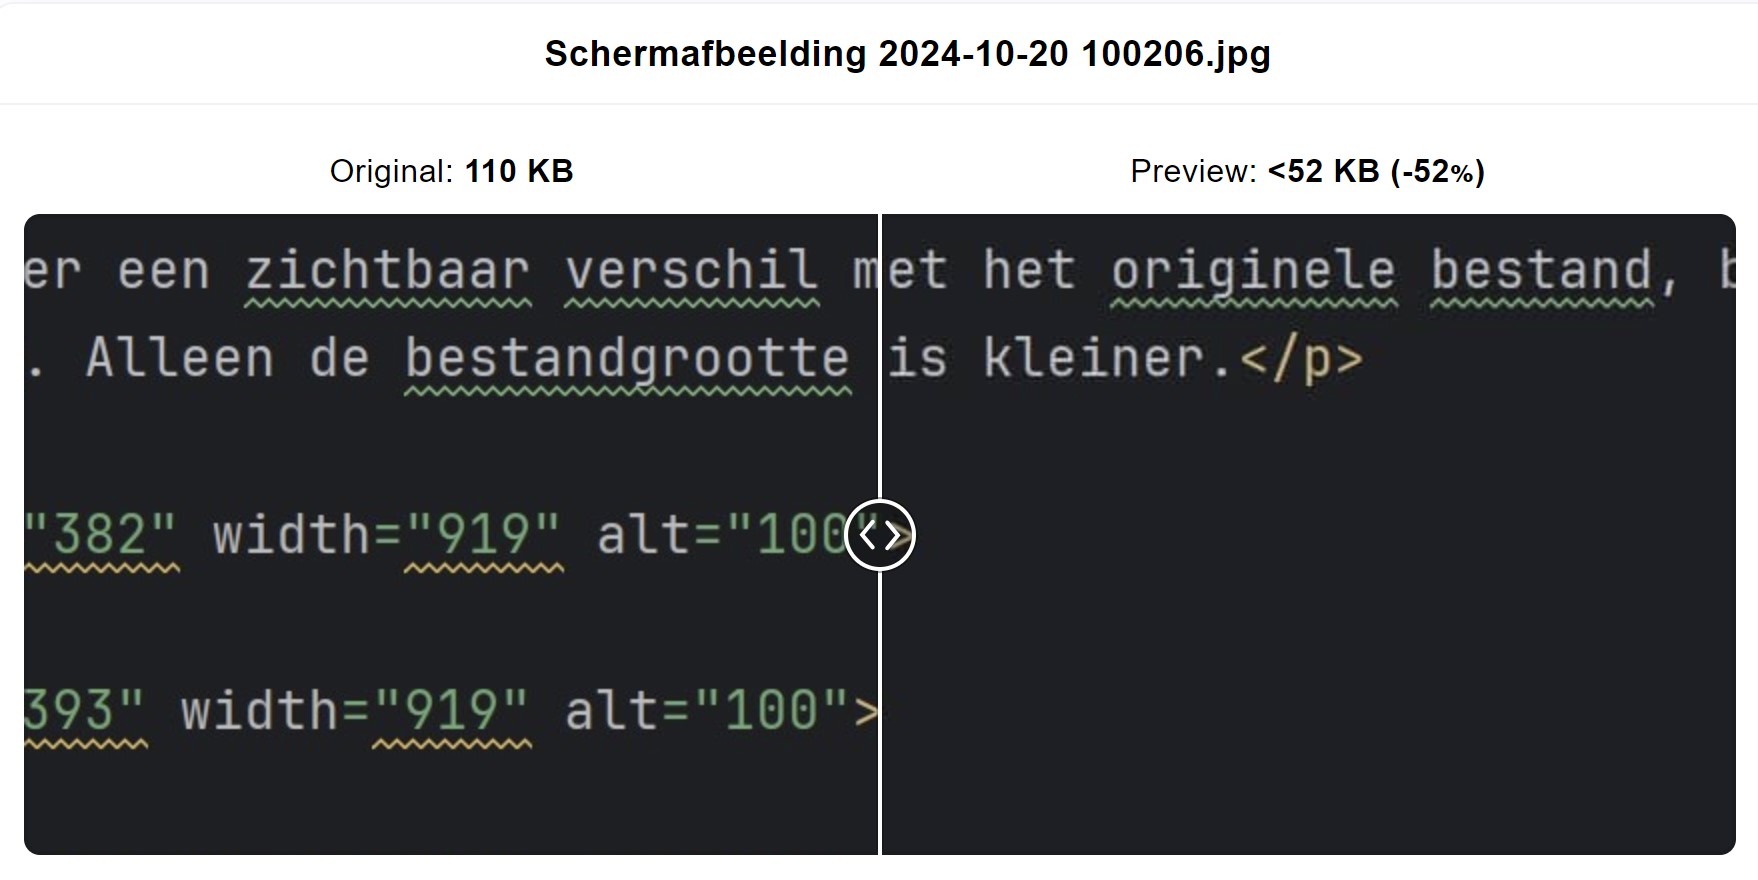 Schermafbeelding 2024-10-20 100206.jpg
Original: 110 KB
Preview: <52 KB (-52%)
er een zichtbaar verschil met het originele bestand, b
. Alleen de bestandgrootte is kleiner.</p>
"382" width="919" alt="100">
393" width="919" alt="100">